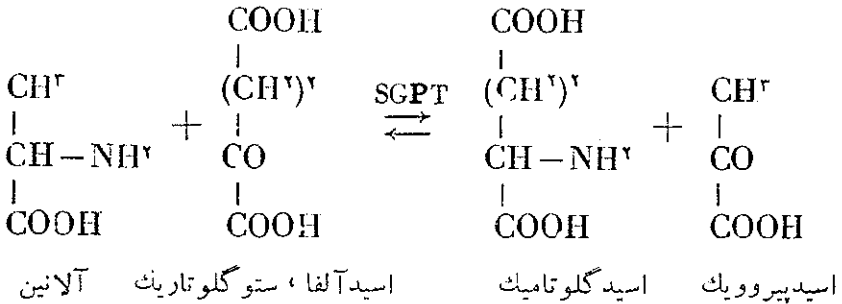 COOH COOH
CH۳ (CH۲)۲ SGPT (CH۲)۲ CH۳
+ ⇌ +
CH – NH۲ CO CH – NH۲ CO
COOH COOH COOH COOH
آلانین اسیدآلفا، ستوگلوتاریك اسیدگلوتامیك اسیدپیروویك